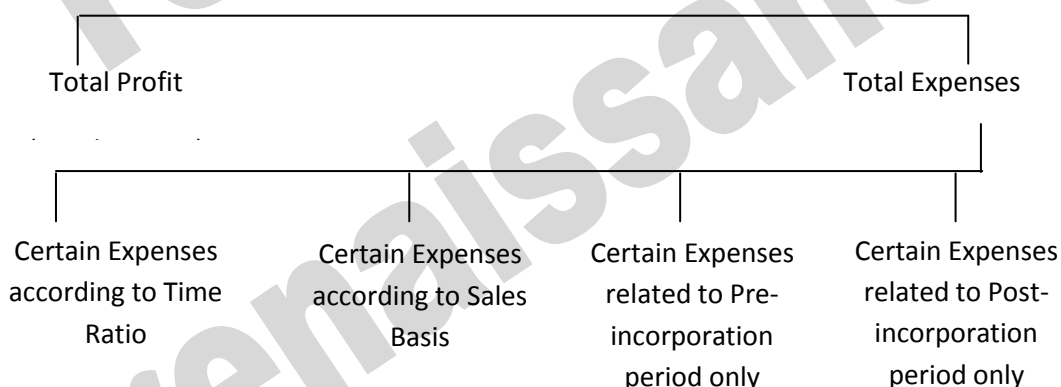 Total Profit
Total Expenses
Certain Expenses
according to Time
Ratio
Certain Expenses
according to Sales
Basis
Certain Expenses
related to Pre-
incorporation
period only
Certain Expenses
related to Post-
incorporation
period only